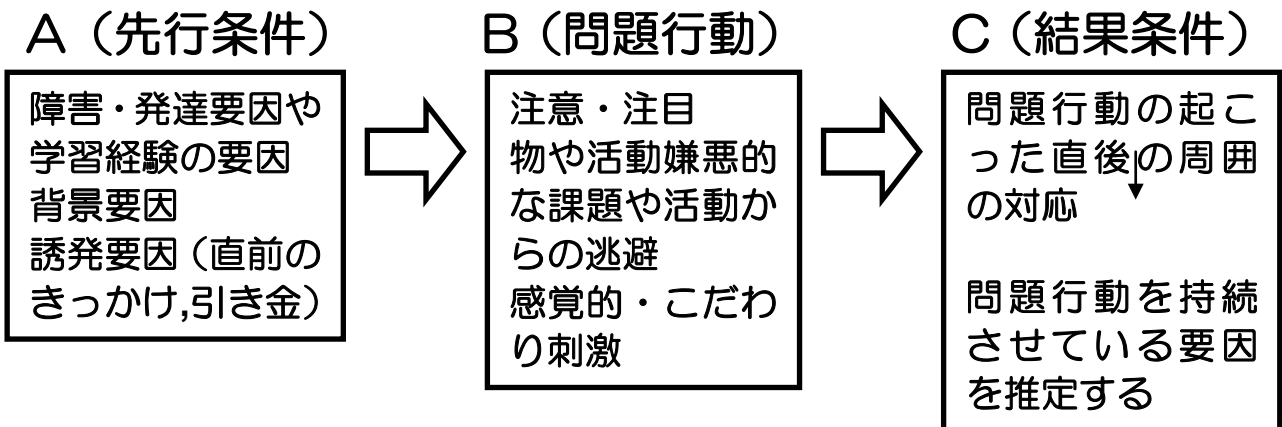 A（先行条件）
障害・発達要因や
学習経験の要因
背景要因
誘発要因（直前の
きっかけ,引き金）
B（問題行動）
注意・注目
物や活動嫌悪的
な課題や活動か
らの逃避
感覚的・こだわ
り刺激
C（結果条件）
問題行動の起こ
った直後の周囲
の対応
問題行動を持続
させている要因
を推定する